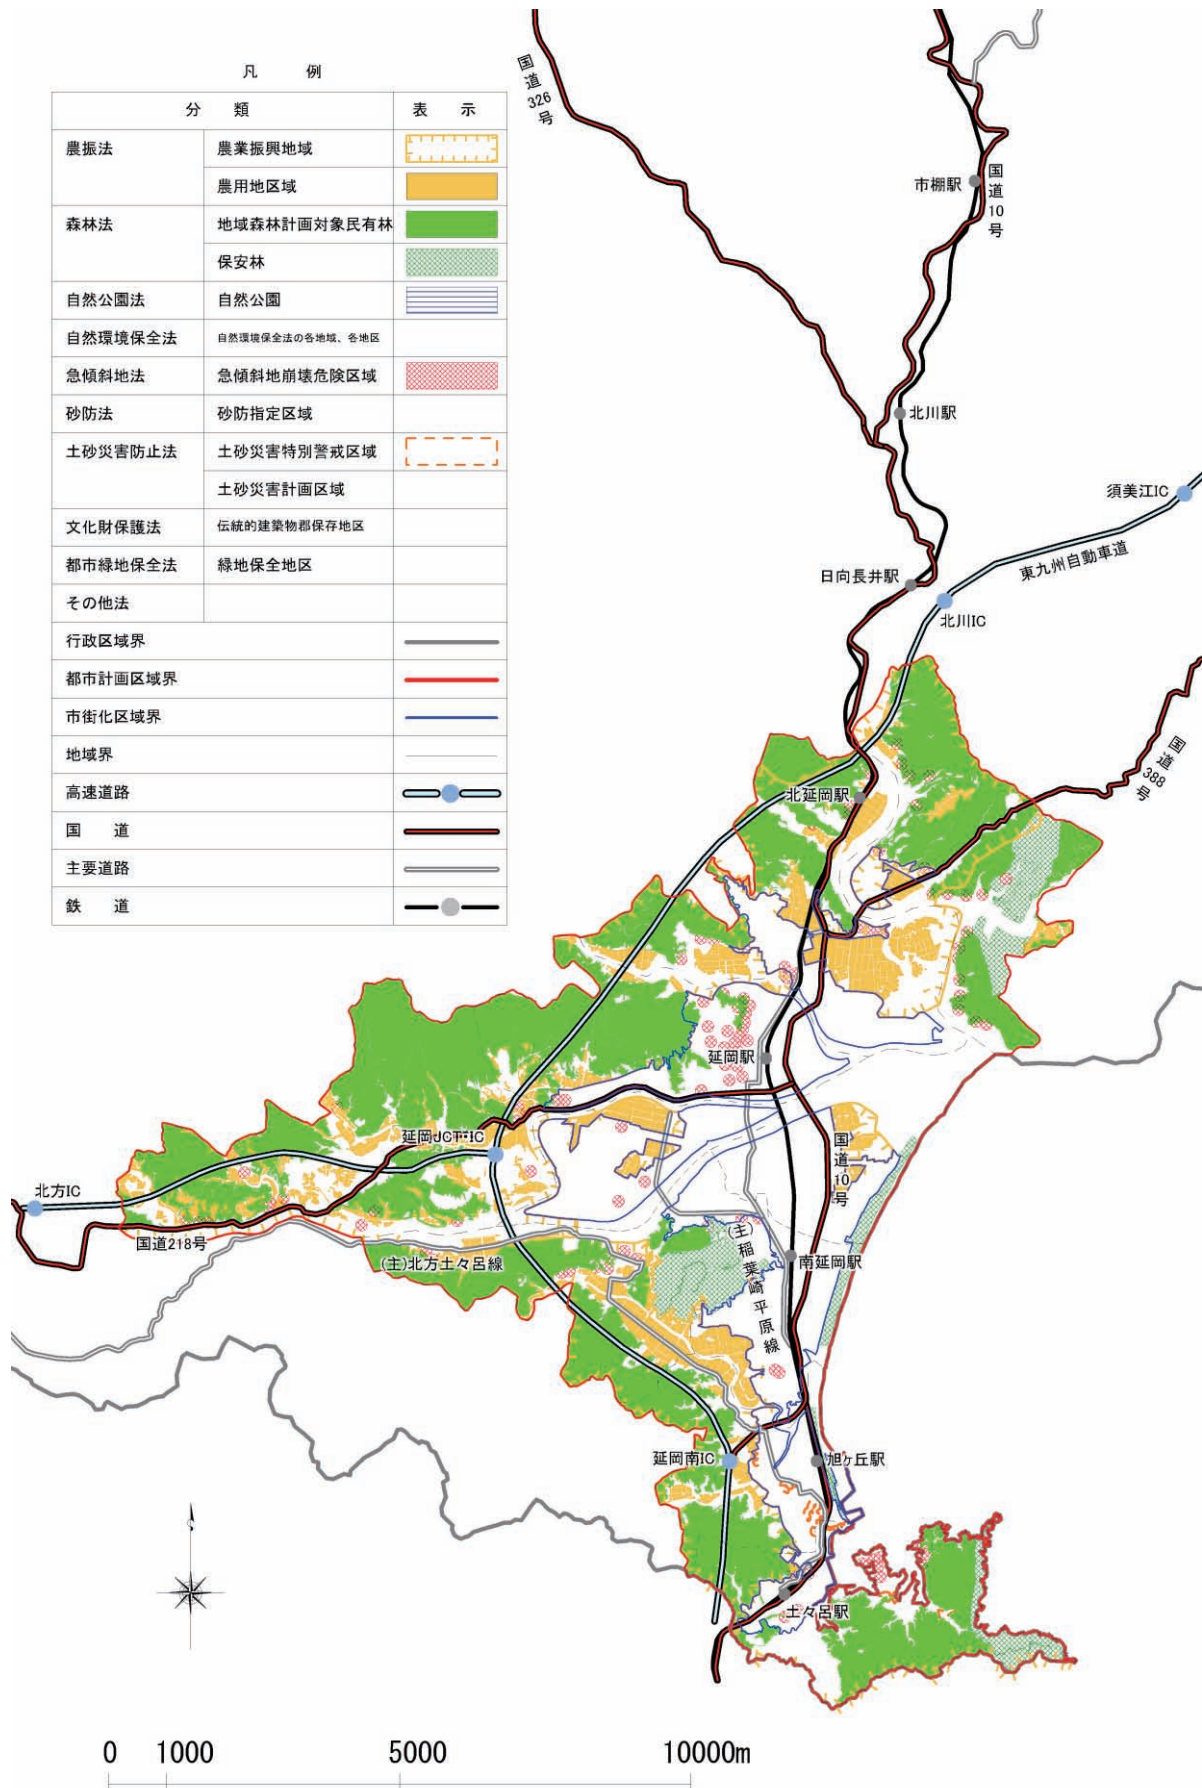 凡 例
分 類 表 示
農振法 農業振興地域
農用地区域
森林法 地域森林計画対象民有林
保安林
自然公園法 自然公園
自然環境保全法 自然環境保全法の各地域、各地区
急傾斜地法 急傾斜地崩壊危険区域
砂防法 砂防指定区域
土砂災害防止法 土砂災害特別警戒区域
土砂災害計画区域
文化財保護法 伝統的建築物郡保存地区
都市緑地保全法 緑地保全地区
その他法
行政区域界
都市計画区域界
市街化区域界
地域界
高速道路
国 道
主要道路
鉄 道
国道326号
市棚駅
国道10号
北川駅
須美江IC
東九州自動車道
日向長井駅
北川IC
国道388号
北延岡駅
延岡駅
延岡JCT・IC
国道10号
北方IC
国道218号
(主)北方土々呂線
(主)稲葉崎平原線
南延岡駅
延岡南IC
旭ヶ丘駅
土々呂駅
0 1000 5000 10000m